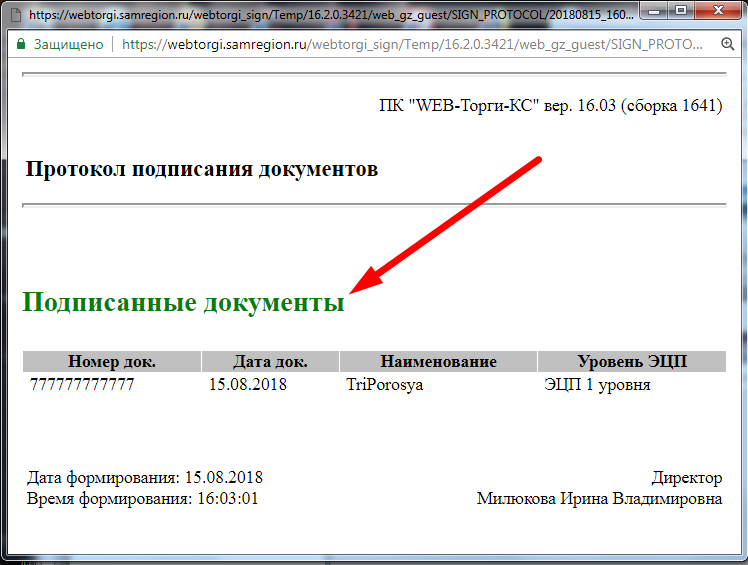 https://webtorgi.samregion.ru/webtorgi_sign/Temp/16.2.0.3421/web_gz_guest/SIGN_PROTOCOL/20180815_160...
Защищено
https://webtorgi.samregion.ru/webtorgi_sign/Temp/16.2.0.3421/web_gz_guest/SIGN_PROTO...
ПК "WEB-Торги-КС" вер. 16.03 (сборка 1641)
Протокол подписания документов
Подписанные документы
Номер док. Дата док. Наименование Уровень ЭЦП
777777777777 15.08.2018 TriPorosya ЭЦП 1 уровня
Дата формирования: 15.08.2018 Директор
Время формирования: 16:03:01 Милюкова Ирина Владимировна